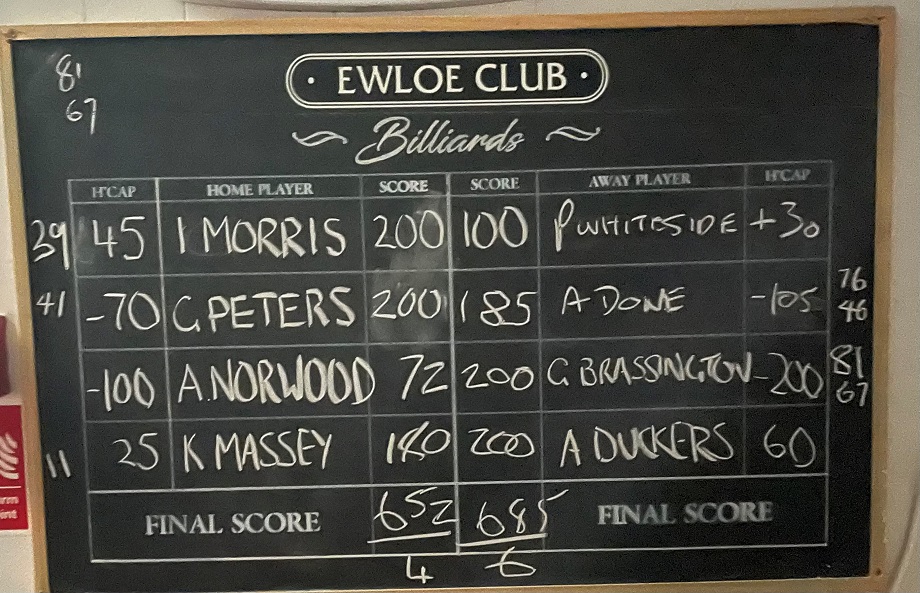 81
67
· EWLOE CLUB ·
Billiards
H'CAP HOME PLAYER SCORE SCORE AWAY PLAYER H'CAP
39 45 I MORRIS 200 100 P WHITESIDE +30
41 -70 G. PETERS 200 185 A DONE -105 76 46
-100 A. NORWOOD 72 200 G BRASSINGTON -200 81 67
11 25 K MASSEY 180 200 A DUCKERS 60
FINAL SCORE 652 685 FINAL SCORE
4 6